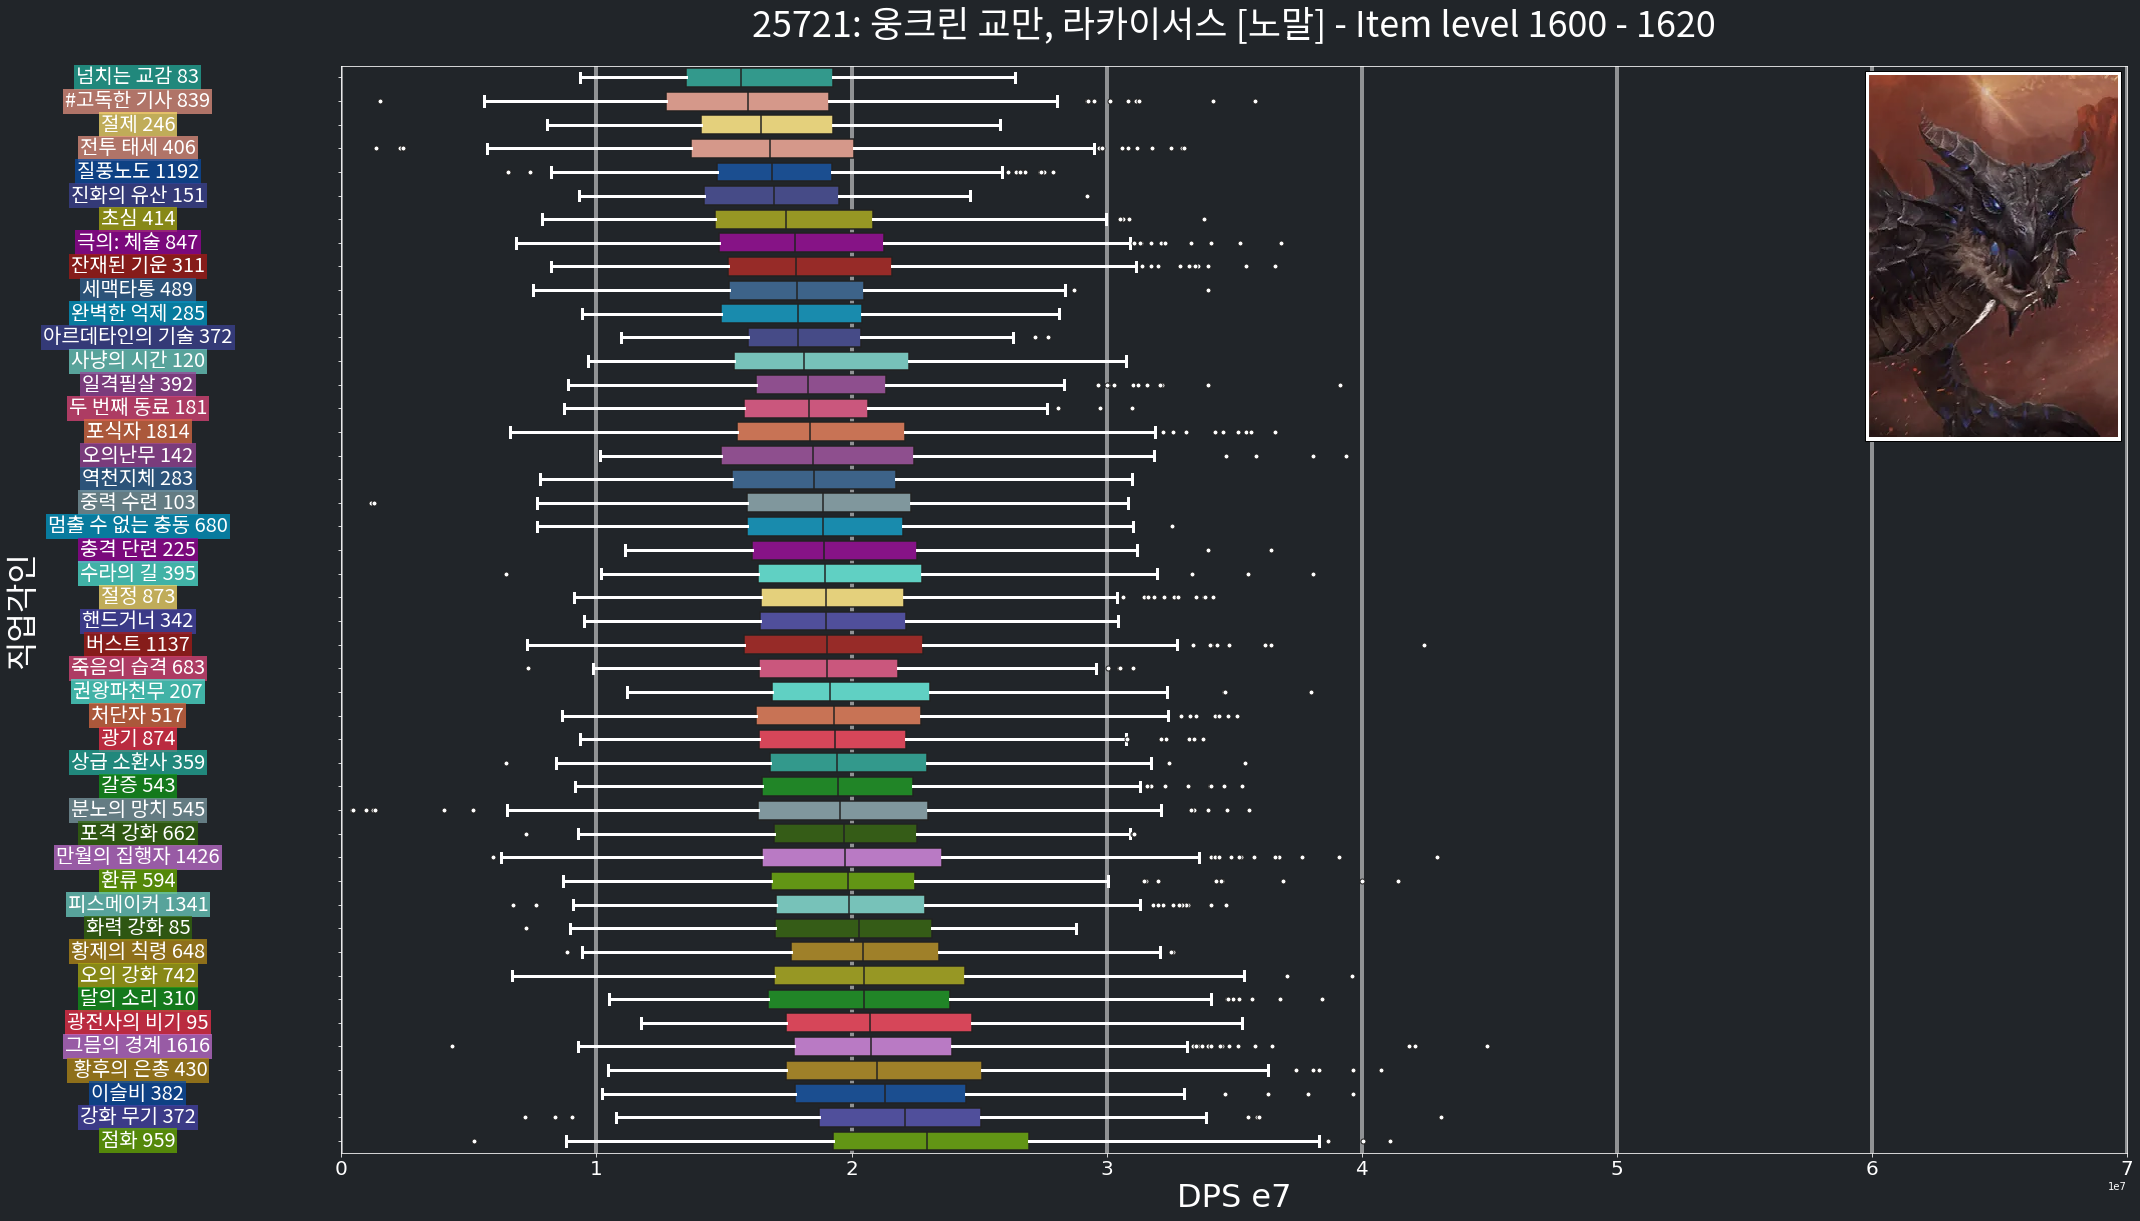 25721: 웅크린 교만, 라카이서스 [노말] - Item level 1600 - 1620
넘치는 교감 83
#고독한 기사 839
절제 246
전투 태세 406
질풍노도 1192
진화의 유산 151
초심 414
극의: 체술 847
잔재된 기운 311
세맥타통 489
완벽한 억제 285
아르데타인의 기술 372
사냥의 시간 120
일격필살 392
두 번째 동료 181
포식자 1814
오의난무 142
역천지체 283
중력 수련 103
멈출 수 없는 충동 680
충격 단련 225
수라의 길 395
절정 873
핸드거너 342
버스트 1137
죽음의 습격 683
권왕파천무 207
처단자 517
광기 874
상급 소환사 359
갈증 543
분노의 망치 545
포격 강화 662
만월의 집행자 1426
환류 594
피스메이커 1341
화력 강화 85
황제의 칙령 648
오의 강화 742
달의 소리 310
광전사의 비기 95
그믐의 경계 1616
황후의 은총 430
이슬비 382
강화 무기 372
점화 959
직업각인
0 1 2 3 4 5 6 7
1e7
DPS e7